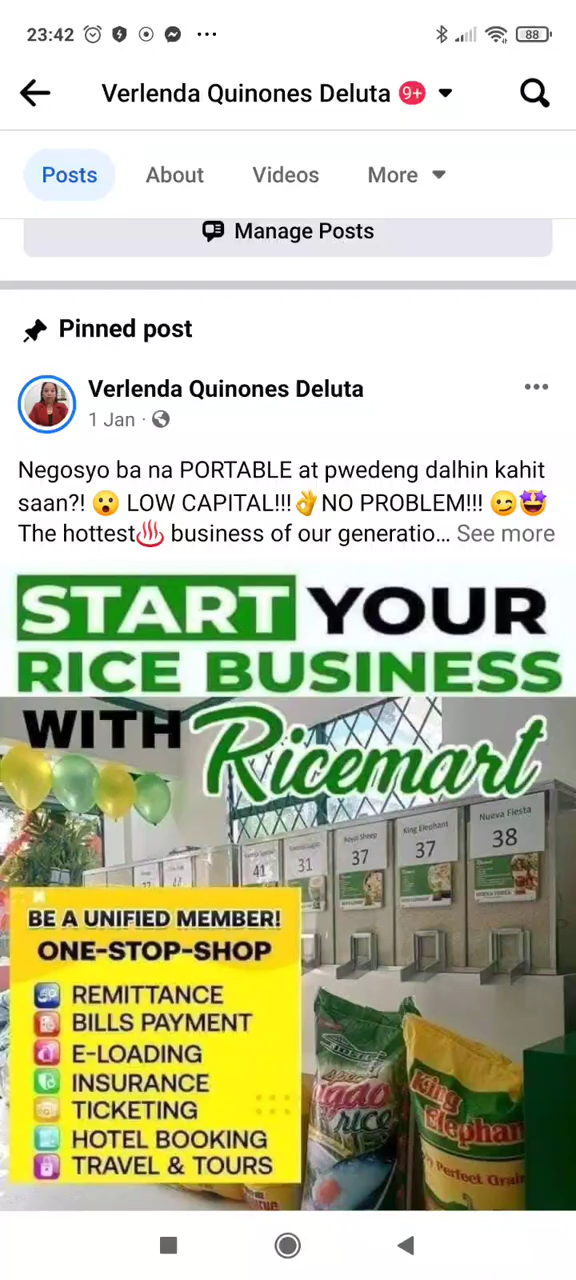 23:42
88
Verlenda Quinones Deluta 9+
Posts About Videos More
Manage Posts
Pinned post
Verlenda Quinones Deluta
1 Jan ·
Negosyo ba na PORTABLE at pwedeng dalhin kahit
saan?! 😮 LOW CAPITAL!!!👌NO PROBLEM!!! 😉🤩
The hottest♨️ business of our generatio... See more
START YOUR
RICE BUSINESS
WITH Ricemart
Nueva Fiesta
38
King Elephant
37
Royal Sheep
37
31
41
BE A UNIFIED MEMBER!
ONE-STOP-SHOP
REMITTANCE
BILLS PAYMENT
E-LOADING
INSURANCE
TICKETING
HOTEL BOOKING
TRAVEL & TOURS
rice
King
Elephan
Perfect Grain